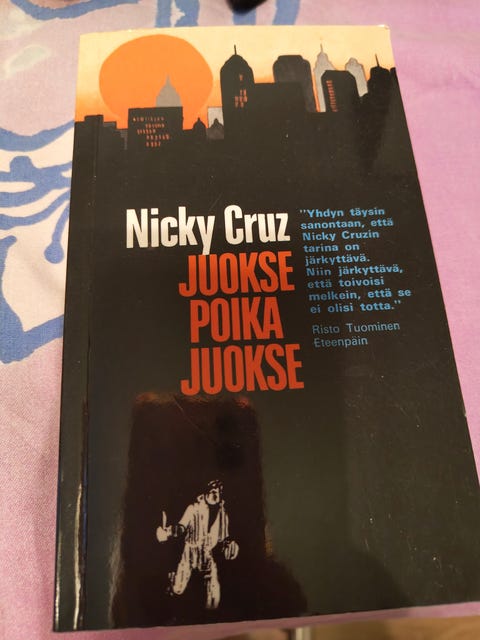 Nicky Cruz
JUOKSE
POIKA
JUOKSE
"Yhdyn täysin
sanontaan, että
Nicky Cruzin
tarina on
järkyttävä.
Niin järkyttävä,
että toivoisi
melkein, että se
ei olisi totta."
Risto Tuominen
Eteenpäin